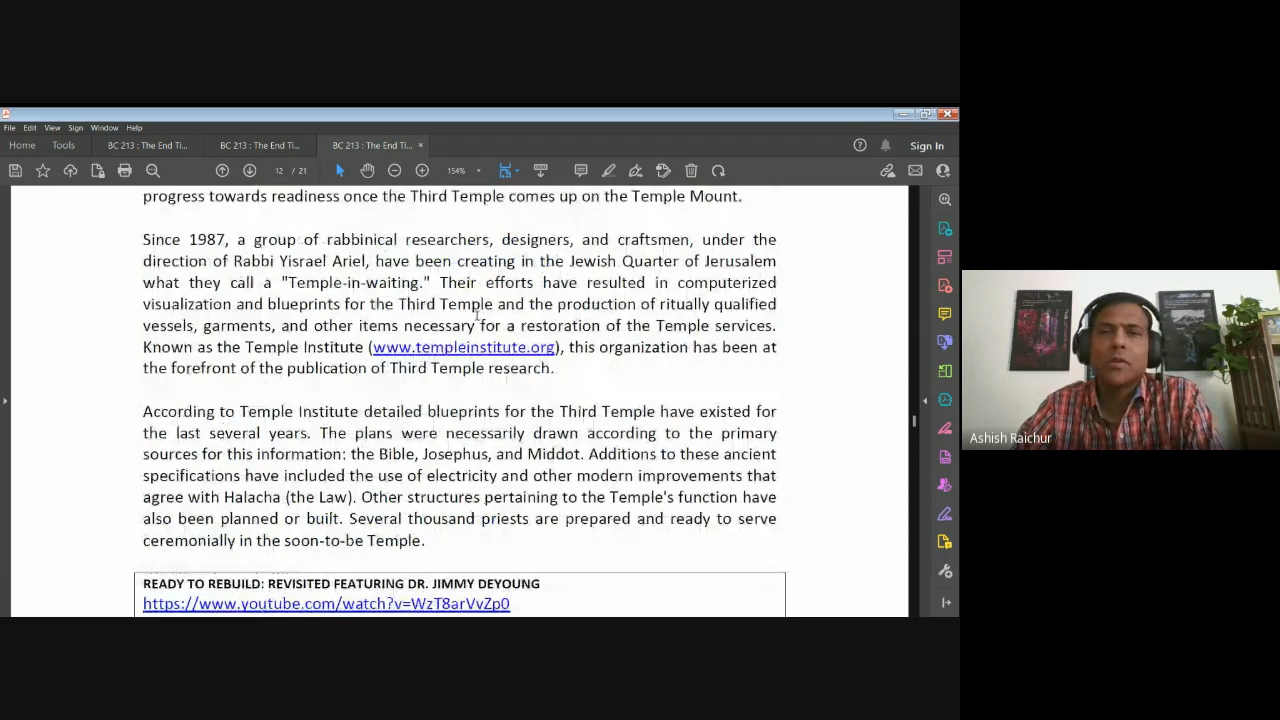 File Edit View Sign Window Help
Home Tools BC 213 : The End Ti... BC 213 : The End Ti... BC 213 : The End Ti... × Sign In
12 / 21 154%
progress towards readiness once the Third Temple comes up on the Temple Mount.
Since 1987, a group of rabbinical researchers, designers, and craftsmen, under the
direction of Rabbi Yisrael Ariel, have been creating in the Jewish Quarter of Jerusalem
what they call a "Temple-in-waiting." Their efforts have resulted in computerized
visualization and blueprints for the Third Temple and the production of ritually qualified
vessels, garments, and other items necessary for a restoration of the Temple services.
Known as the Temple Institute (www.templeinstitute.org), this organization has been at
the forefront of the publication of Third Temple research.
According to Temple Institute detailed blueprints for the Third Temple have existed for
the last several years. The plans were necessarily drawn according to the primary
sources for this information: the Bible, Josephus, and Middot. Additions to these ancient
specifications have included the use of electricity and other modern improvements that
agree with Halacha (the Law). Other structures pertaining to the Temple's function have
also been planned or built. Several thousand priests are prepared and ready to serve
ceremonially in the soon-to-be Temple.
READY TO REBUILD: REVISITED FEATURING DR. JIMMY DEYOUNG
https://www.youtube.com/watch?v=WzT8arVvZp0
Ashish Raichur